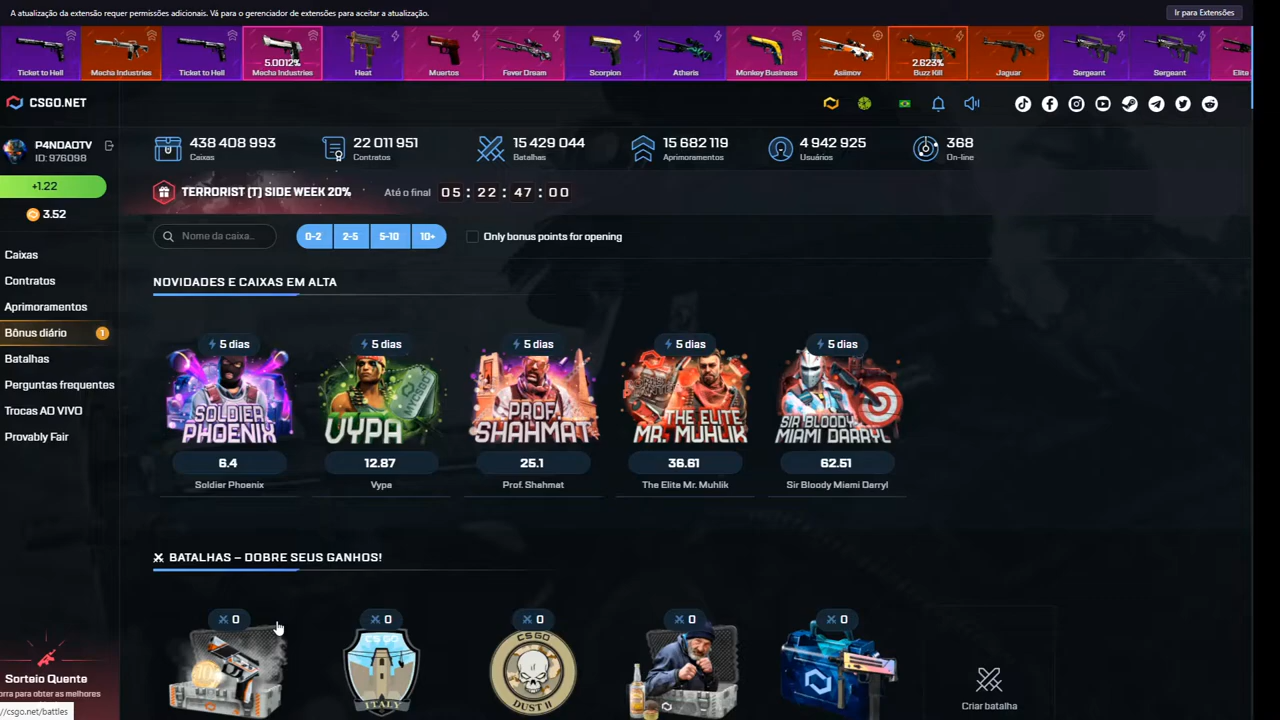 A atualização da extensão requer permissões adicionais. Vá para o gerenciador de extensões para aceitar a atualização.
Ir para Extensões
Ticket to Hell
Mecha Industries
Ticket to Hell
5.0012%
Mecha Industries
Heat
Muertos
Fever Dream
Scorpion
Atheris
Monkey Business
Asiimov
2.623%
Buzz Kill
Jaguar
Sergeant
Sergeant
Elite
CSGO.NET
P4NDAOTV
ID: 976098
+1.22
3.52
438 408 993
Caixas
22 011 951
Contratos
15 429 044
Batalhas
15 682 119
Aprimoramentos
4 942 925
Usuários
368
On-line
TERRORIST (T) SIDE WEEK 20%
Até o final
05 : 22 : 47 : 00
Nome da caixa...
0-2
2-5
5-10
10+
Only bonus points for opening
Caixas
Contratos
Aprimoramentos
Bônus diário
1
Batalhas
Perguntas frequentes
Trocas AO VIVO
Provably Fair
NOVIDADES E CAIXAS EM ALTA
5 dias
5 dias
5 dias
5 dias
5 dias
SOLDIER
PHOENIX
VYPA
MYCSGO
PROF.
SHAHMAT
THE ELITE
MR. MUHLIK
SIR BLOODY
MIAMI DARRYL
6.4
12.87
25.1
36.61
62.51
Soldier Phoenix
Vypa
Prof. Shahmat
The Elite Mr. Muhlik
Sir Bloody Miami Darryl
BATALHAS – DOBRE SEUS GANHOS!
0
0
0
0
0
CS GO
ITALY
CSGO
DUST II
Criar batalha
Sorteio Quente
orra para obter as melhores
//csgo.net/battles